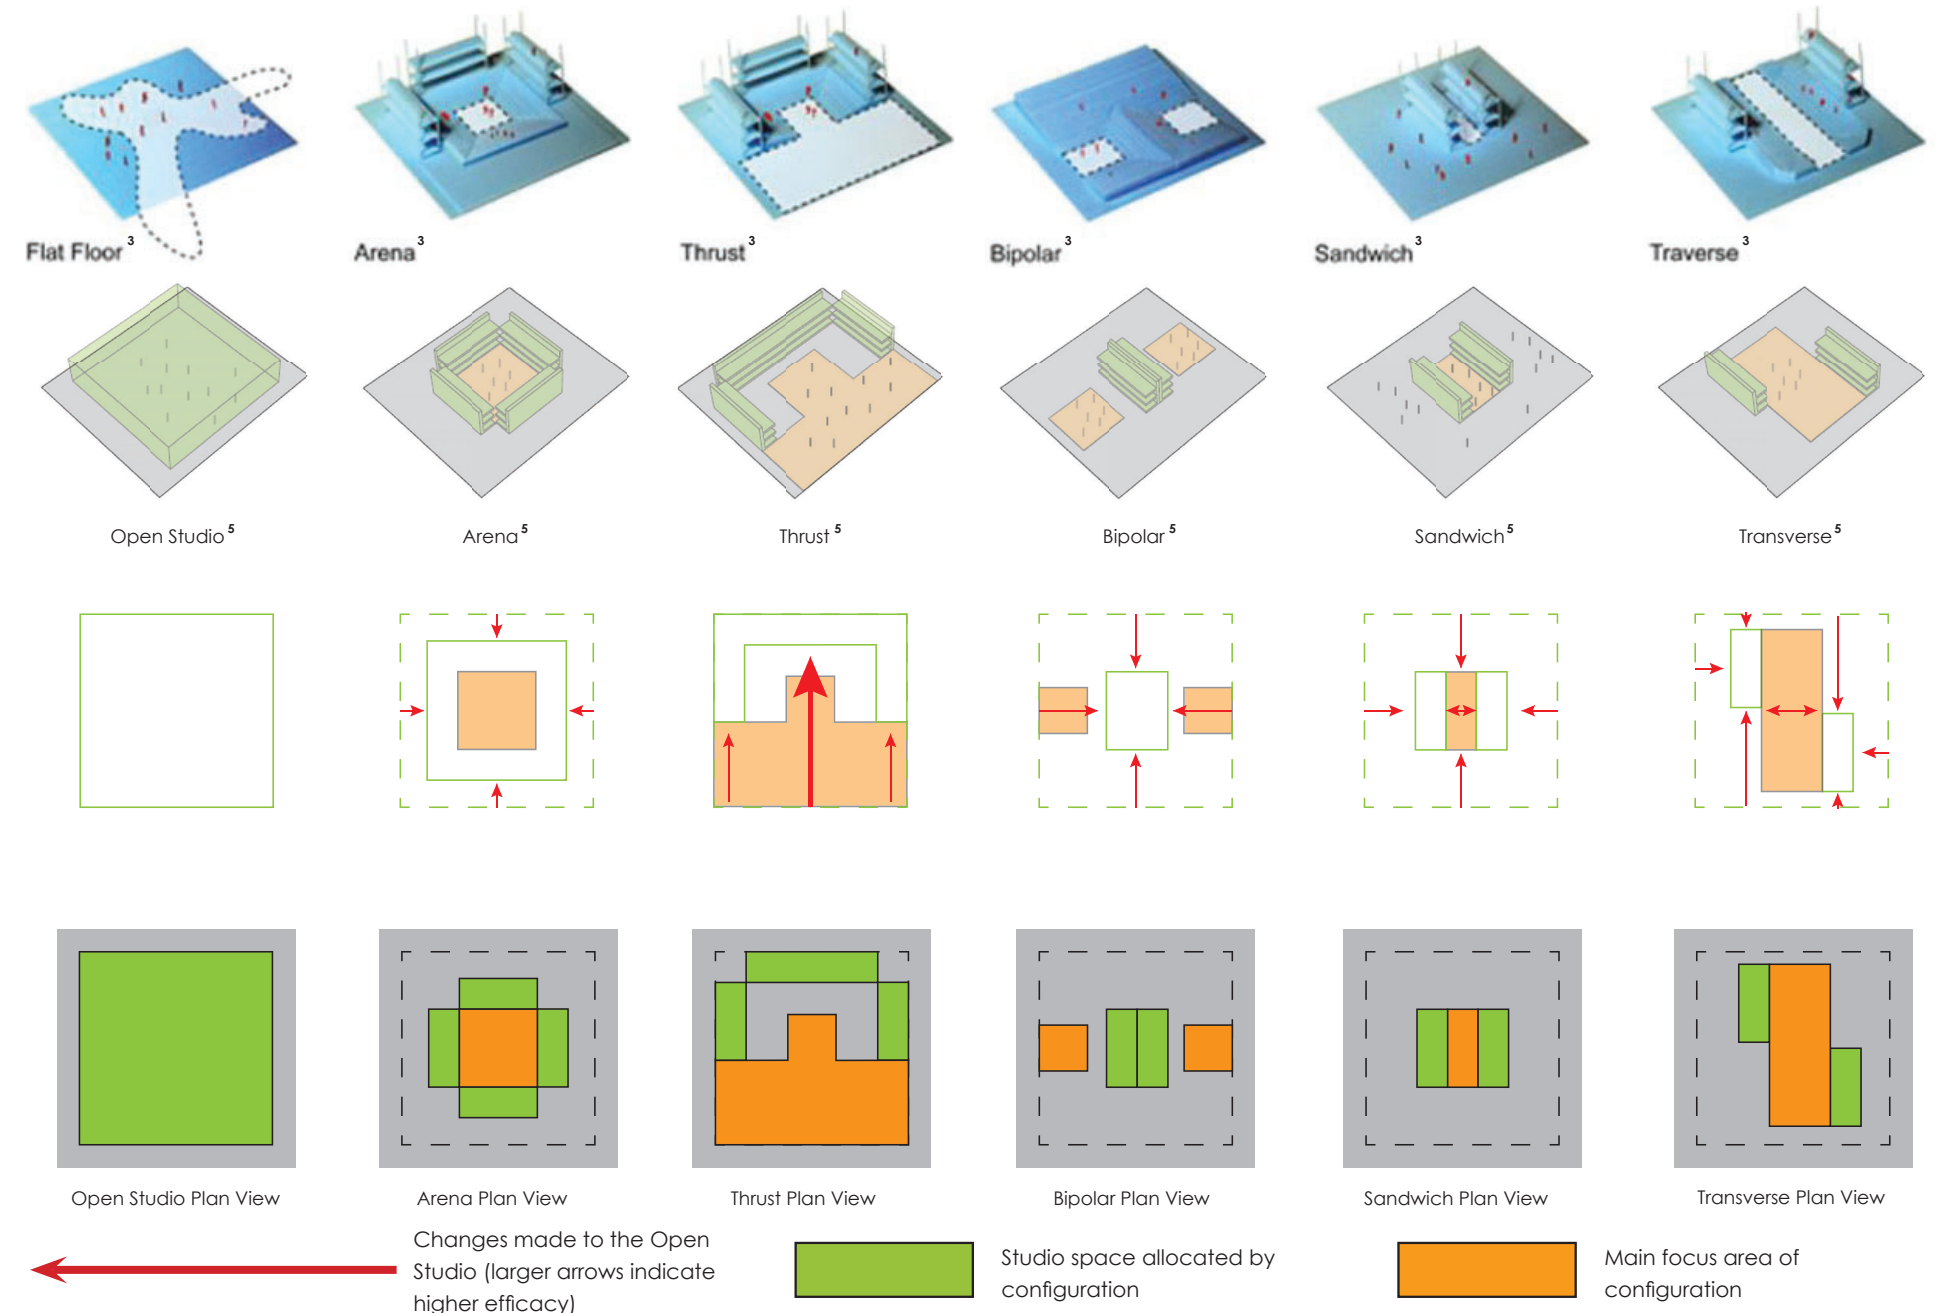 Flat Floor 3
Arena 3
Thrust 3
Bipolar 3
Sandwich 3
Traverse 3
Open Studio 5
Arena 5
Thrust 5
Bipolar 5
Sandwich 5
Transverse 5
Open Studio Plan View
Arena Plan View
Thrust Plan View
Bipolar Plan View
Sandwich Plan View
Transverse Plan View
Changes made to the Open
Studio (larger arrows indicate
higher efficacy)
Studio space allocated by
configuration
Main focus area of
configuration